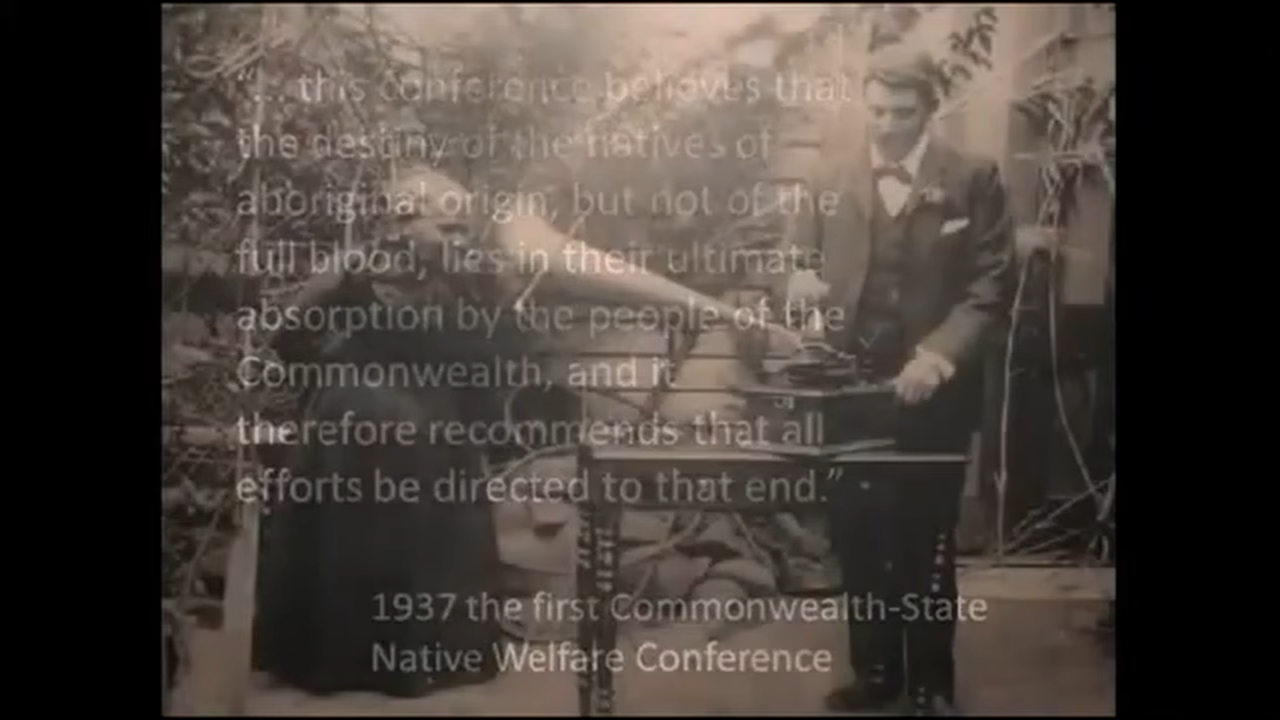 "... this conference believes that
the destiny of the natives of
aboriginal origin, but not of the
full blood, lies in their ultimate
absorption by the people of the
Commonwealth, and it
therefore recommends that all
efforts be directed to that end.”
1937 the first Commonwealth-State
Native Welfare Conference